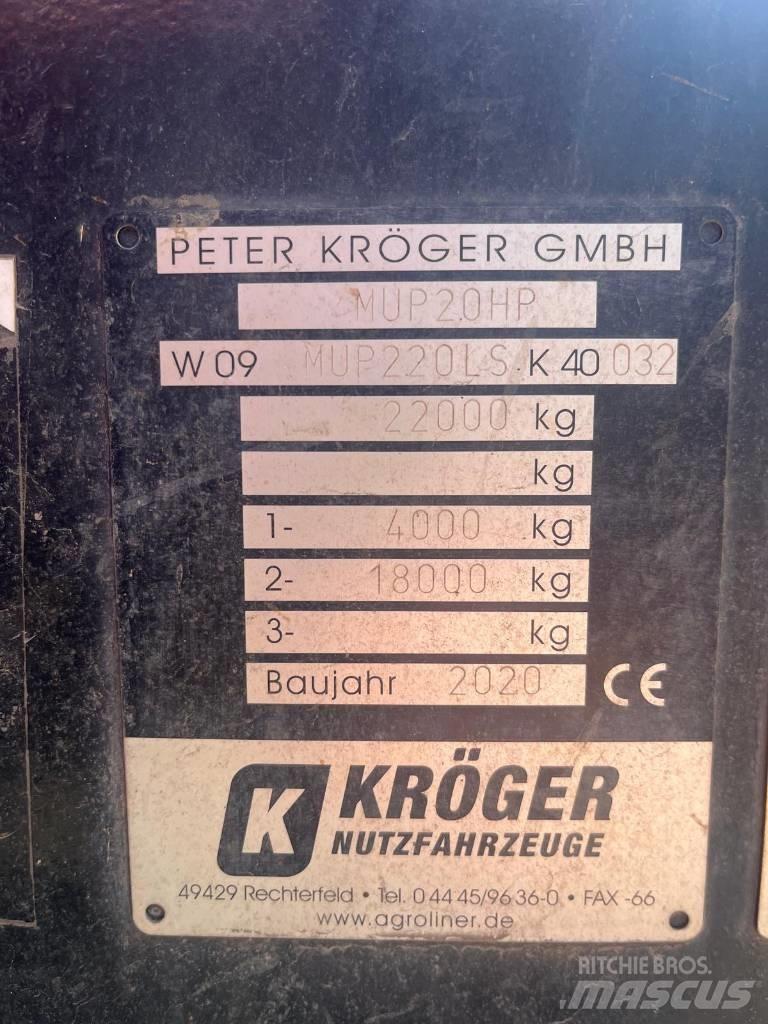 PETER KRÖGER GMBH
MUP20HP
W 09 MUP220LS K 40 032
22000 kg
kg
1- 4000 kg
2- 18000 kg
3- kg
Baujahr 2020 CE
K KRÖGER
NUTZFAHRZEUGE
49429 Rechterfeld • Tel. 0 44 45/96 36-0 • FAX -66
www.agroliner.de
RITCHIE BROS.
MASCUS